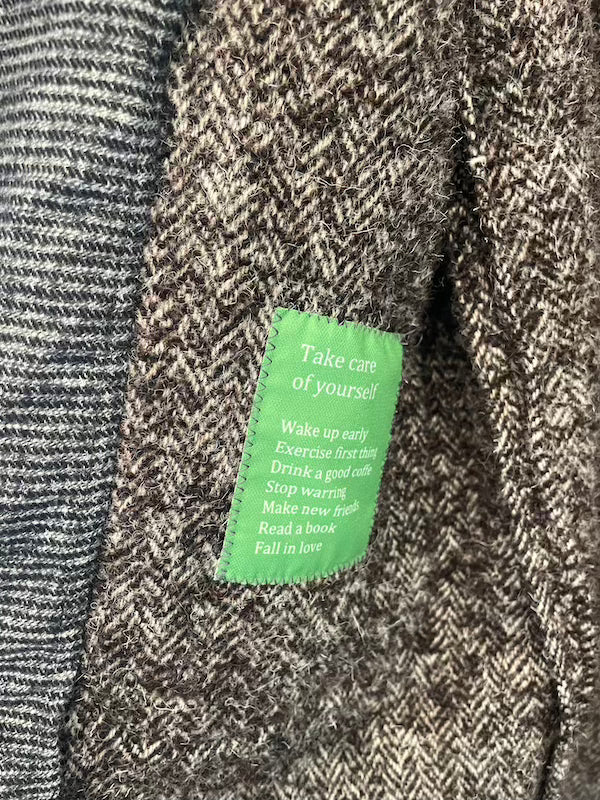 Take care
of yourself
Wake up early
Exercise first thing
Drink a good coffe
Stop warring
Make new friends
Read a book
Fall in love